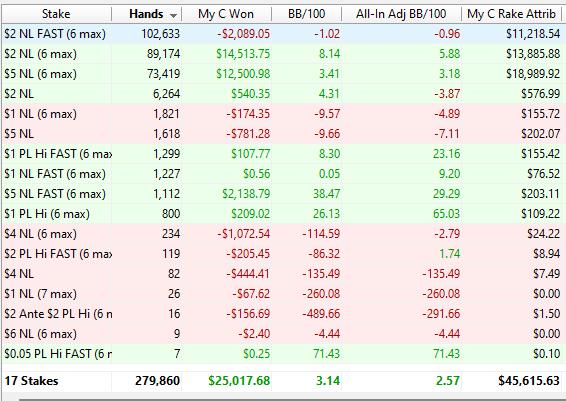 Stake Hands My C Won BB/100 All-In Adj BB/100 My C Rake Attrib
$2 NL FAST (6 max) 102,633 -$2,089.05 -1.02 -0.96 $11,218.54
$2 NL (6 max) 89,174 $14,513.75 8.14 5.88 $13,885.88
$5 NL (6 max) 73,419 $12,500.98 3.41 3.18 $18,989.92
$2 NL 6,264 $540.35 4.31 -3.87 $576.99
$1 NL (6 max) 1,821 -$174.35 -9.57 -4.89 $155.72
$5 NL 1,618 -$781.28 -9.66 -7.11 $202.07
$1 PL Hi FAST (6 max 1,299 $107.77 8.30 23.16 $155.42
$1 NL FAST (6 max) 1,227 $0.56 0.05 9.20 $76.52
$5 NL FAST (6 max) 1,112 $2,138.79 38.47 29.29 $203.11
$1 PL Hi (6 max) 800 $209.02 26.13 65.03 $109.22
$4 NL (6 max) 234 -$1,072.54 -114.59 -2.79 $24.22
$2 PL Hi FAST (6 max 119 -$205.45 -86.32 1.74 $8.94
$4 NL 82 -$444.41 -135.49 -135.49 $7.49
$1 NL (7 max) 26 -$67.62 -260.08 -260.08 $0.00
$2 Ante $2 PL Hi (6 n 16 -$156.69 -489.66 -291.66 $1.50
$6 NL (6 max) 9 -$2.40 -4.44 -4.44 $0.00
$0.05 PL Hi FAST (6 r 7 $0.25 71.43 71.43 $0.10
17 Stakes 279,860 $25,017.68 3.14 2.57 $45,615.63